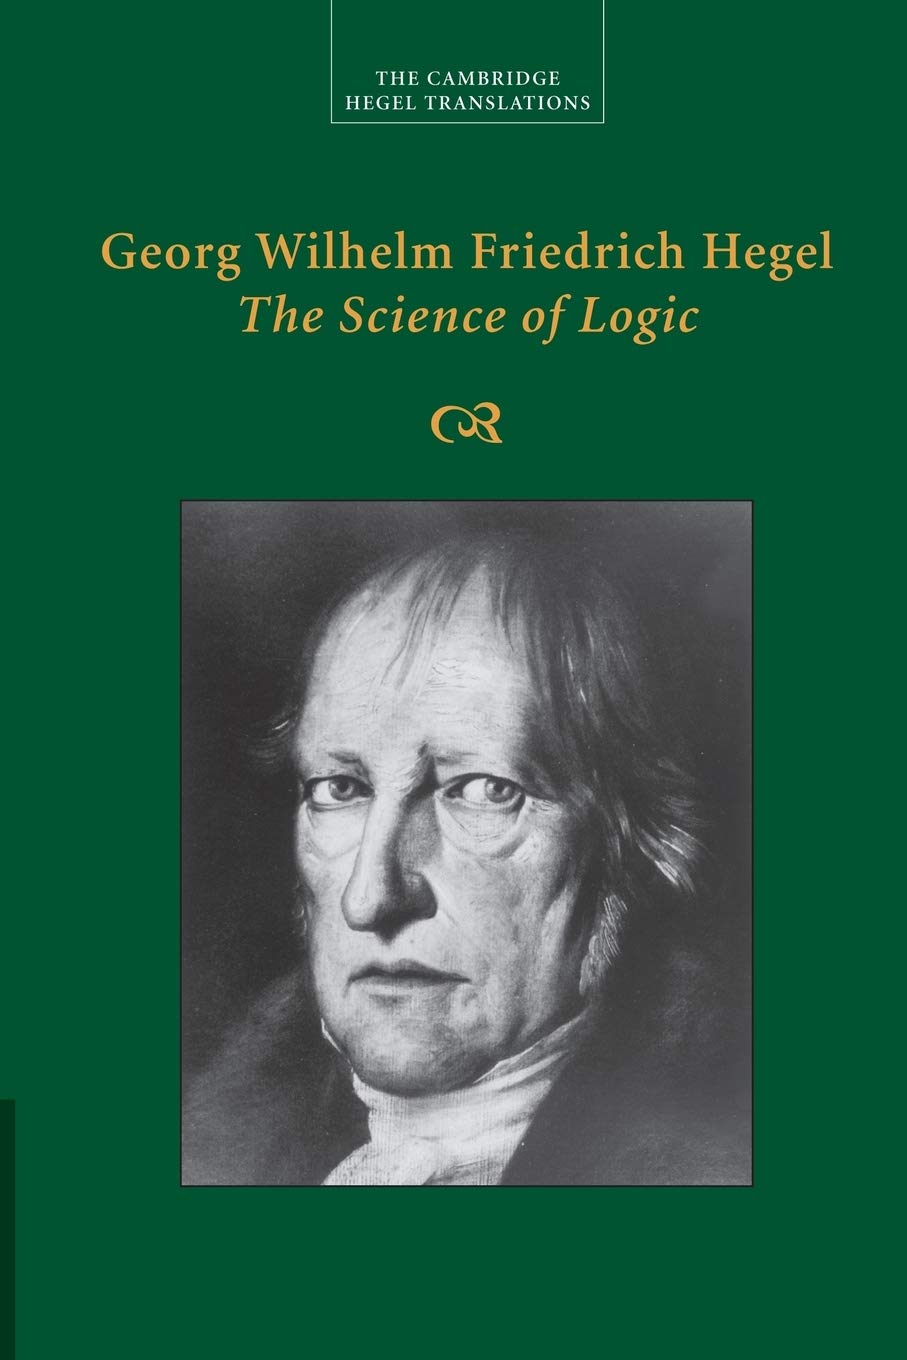 THE CAMBRIDGE
HEGEL TRANSLATIONS
Georg Wilhelm Friedrich Hegel
The Science of Logic